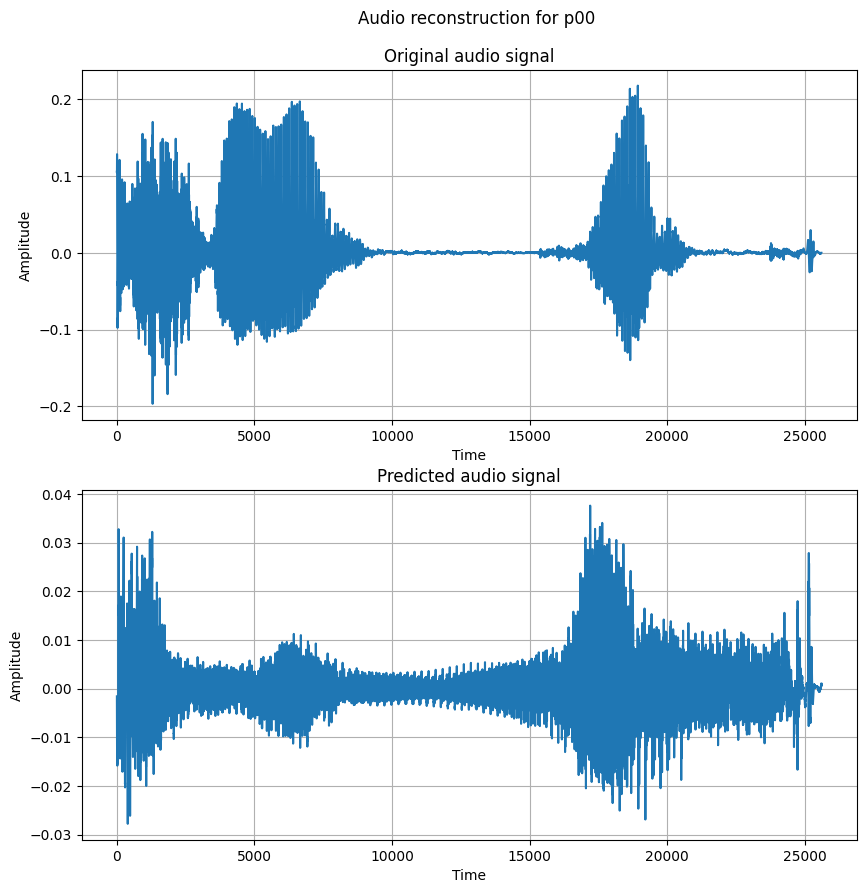 Audio reconstruction for p00
Original audio signal
0.2
0.1
0.0
−0.1
−0.2
Amplitude
0 5000 10000 15000 20000 25000
Time
Predicted audio signal
0.04
0.03
0.02
0.01
0.00
−0.01
−0.02
−0.03
Amplitude
0 5000 10000 15000 20000 25000
Time